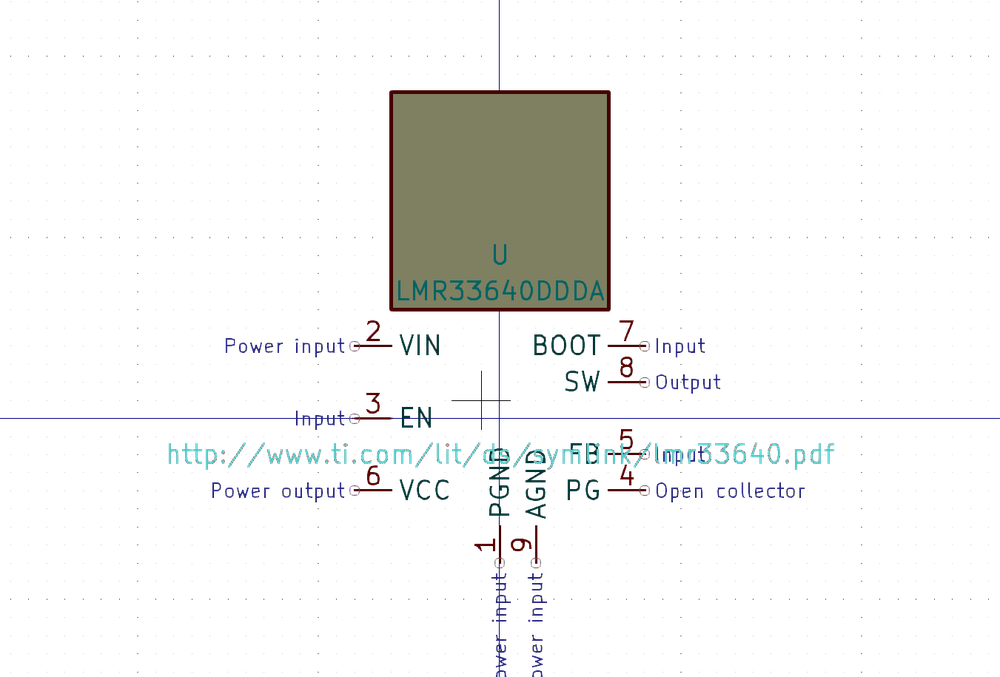 U
LMR33640DDDA
2
7
Power input
VIN
BOOT
Input
8
SW
Output
3
Input
EN
5
http://www.ti.com/lit/ds/symlink/lmr33640.pdf
FB
Input
6
4
Power output
VCC
PGND
AGND
PG
Open collector
1
9
power input
power input